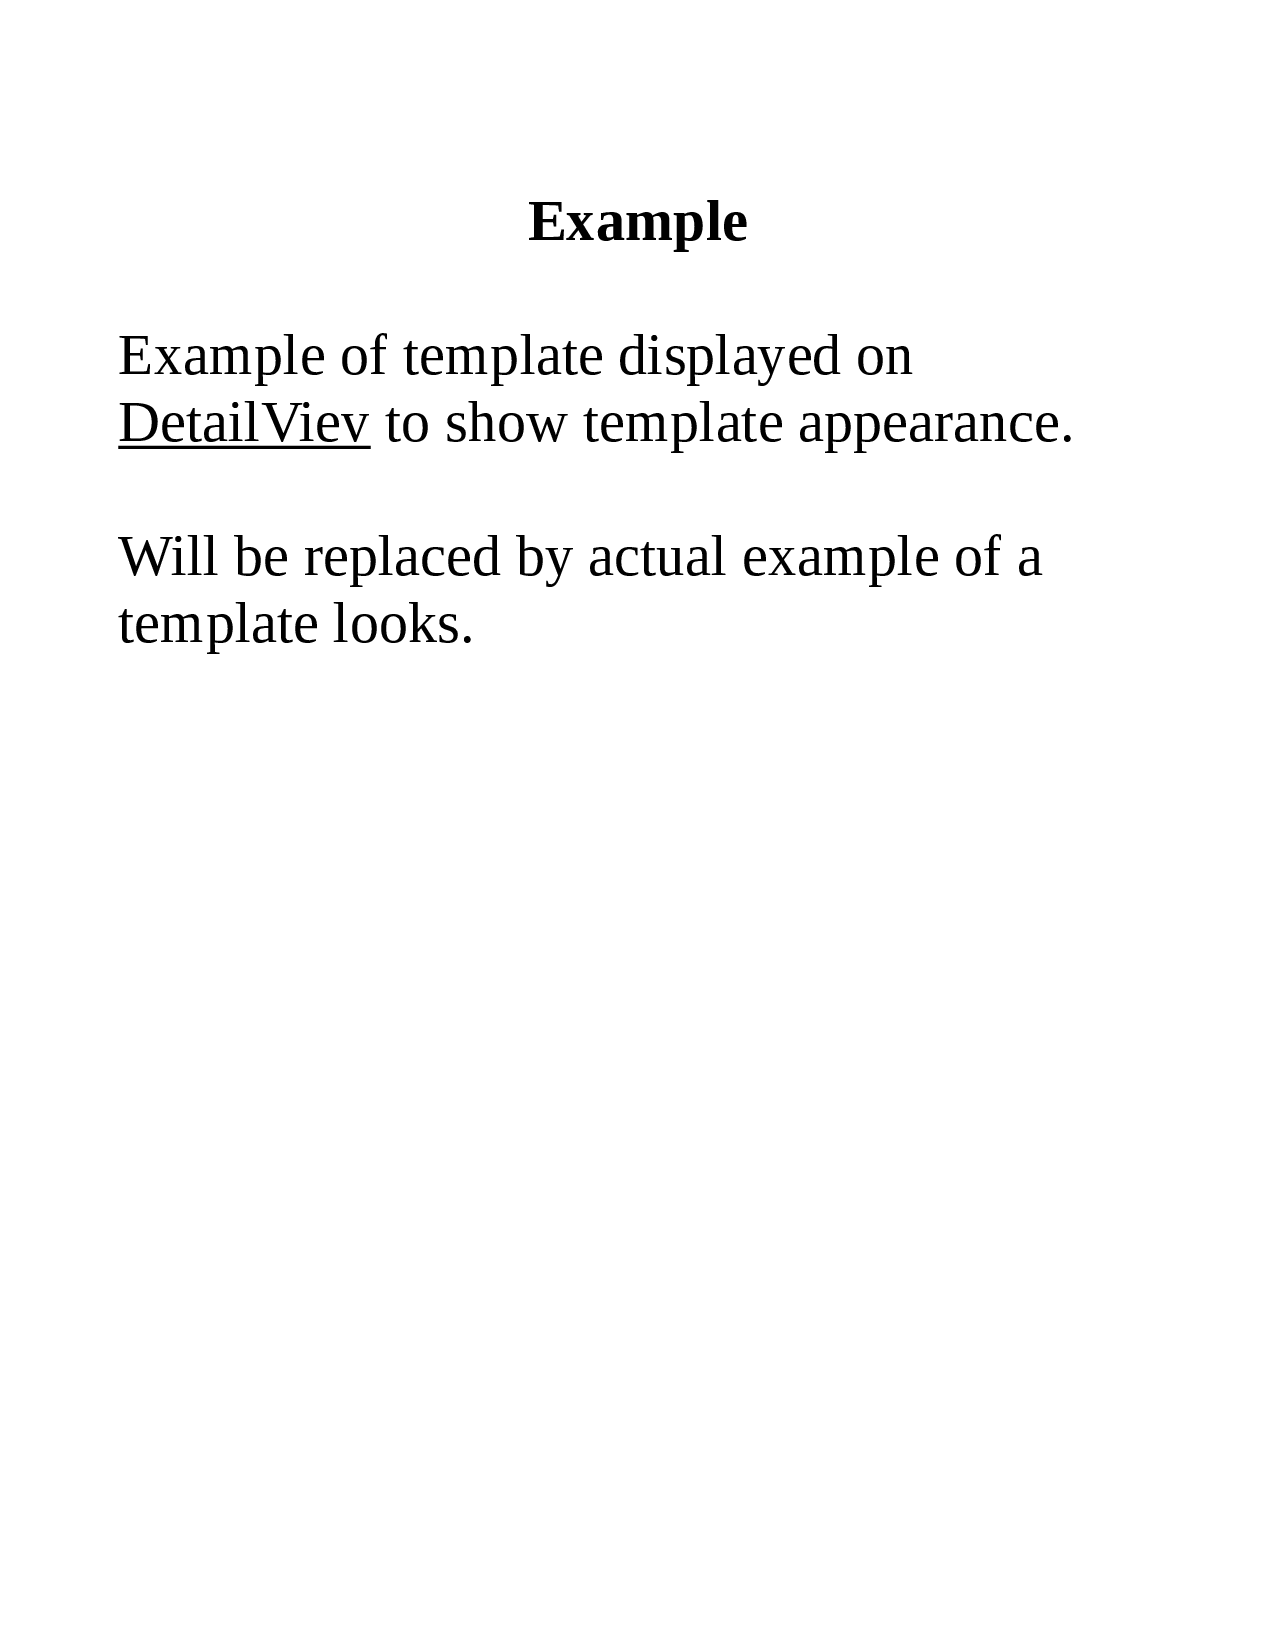 Example
Example of template displayed on
DetailViev to show template appearance.
Will be replaced by actual example of a
template looks.